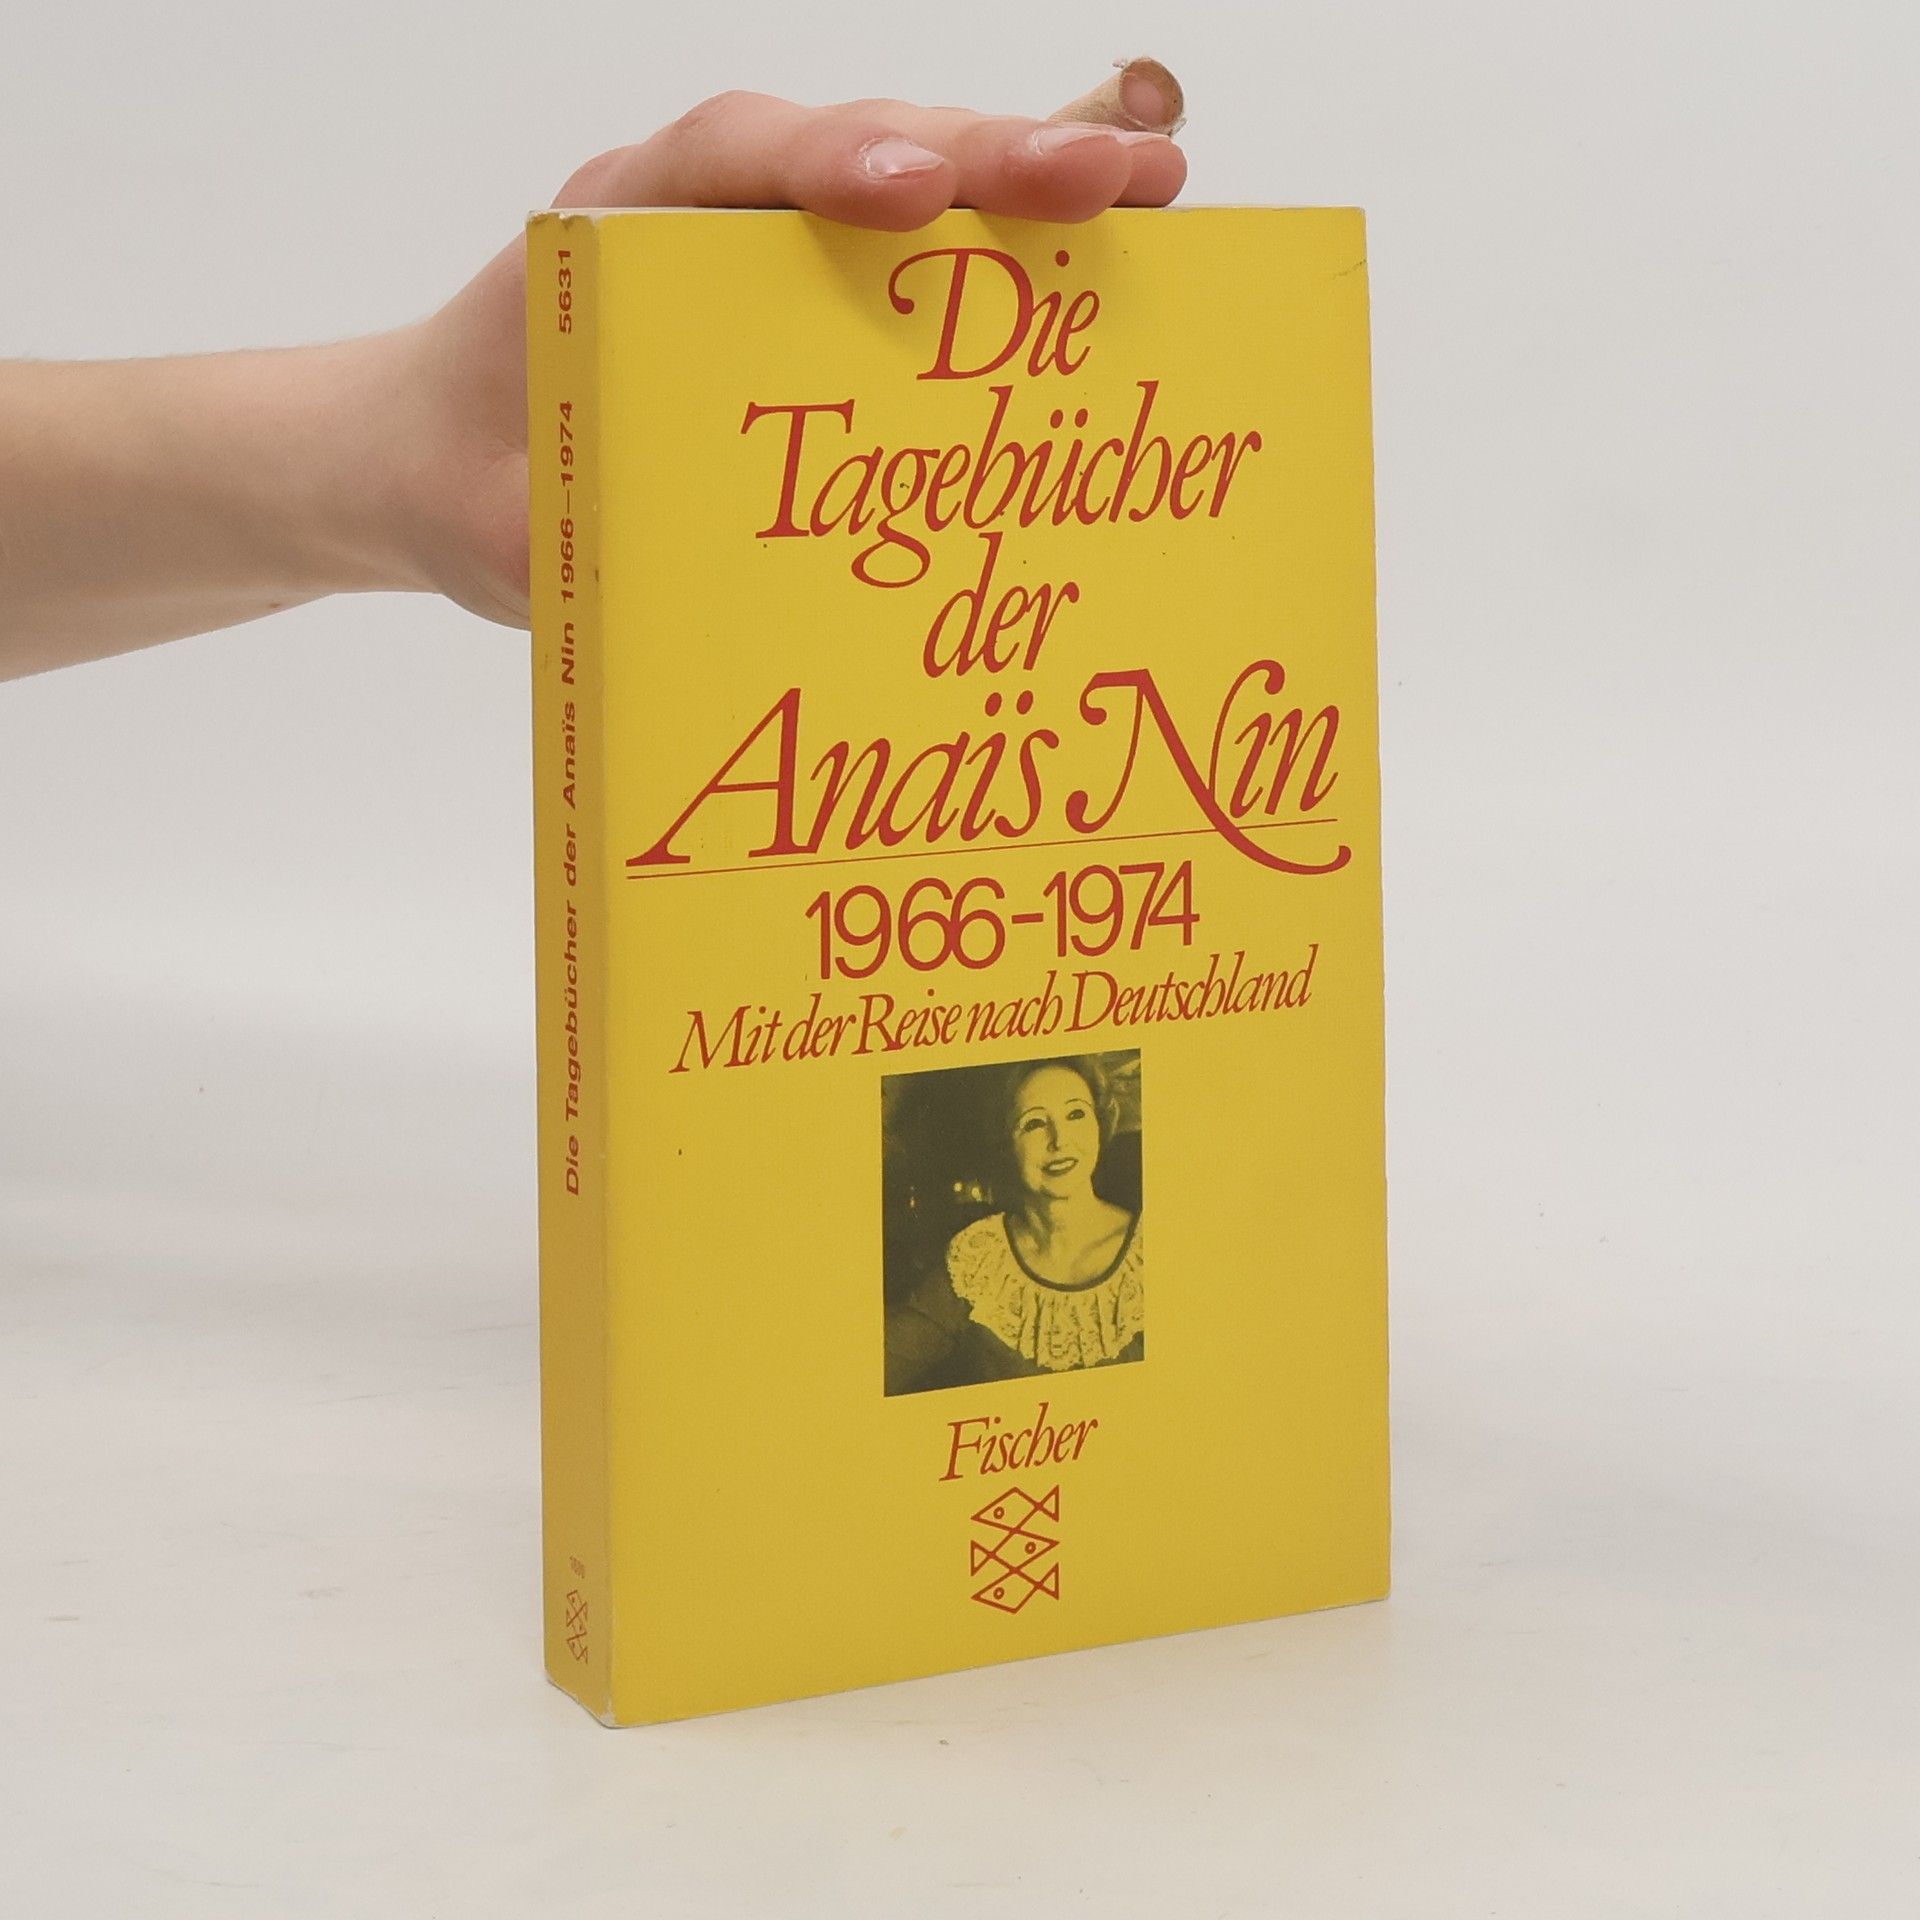 Die
Tagebücher
der
Anaïs Nin
1966–1974
Mit der Reise nach Deutschland
Fischer
Die Tagebücher der Anaïs Nin 1966–1974 5631